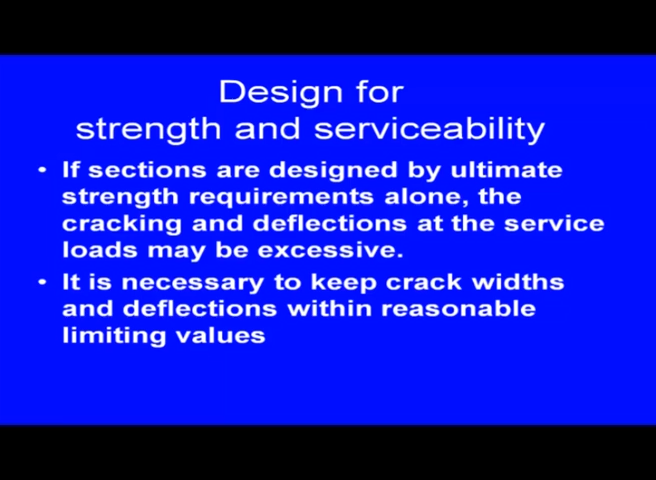 Design for
strength and serviceability
• If sections are designed by ultimate
strength requirements alone, the
cracking and deflections at the service
loads may be excessive.
• It is necessary to keep crack widths
and deflections within reasonable
limiting values